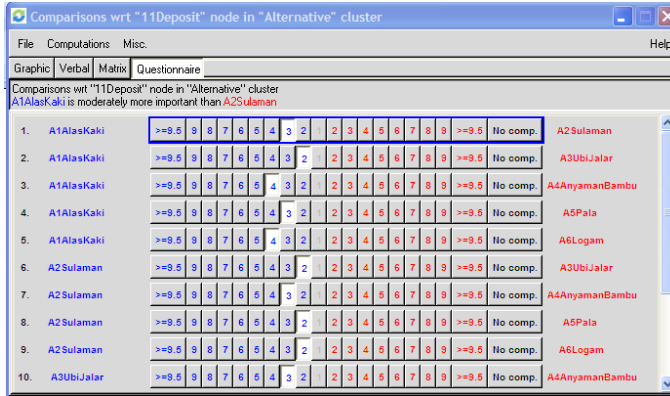 Comparisons wrt "11Deposit" node in "Alternative" cluster
File Computations Misc. Help
Graphic Verbal Matrix Questionnaire
Comparisons wrt "11Deposit" node in "Alternative" cluster
A1AlasKaki is moderately more important than A2Sulaman
1. A1AlasKaki >=9.5 9 8 7 6 5 4 3 2 1 2 3 4 5 6 7 8 9 >=9.5 No comp. A2Sulaman
2. A1AlasKaki >=9.5 9 8 7 6 5 4 3 2 1 2 3 4 5 6 7 8 9 >=9.5 No comp. A3UbiJalar
3. A1AlasKaki >=9.5 9 8 7 6 5 4 3 2 1 2 3 4 5 6 7 8 9 >=9.5 No comp. A4AnyamanBambu
4. A1AlasKaki >=9.5 9 8 7 6 5 4 3 2 1 2 3 4 5 6 7 8 9 >=9.5 No comp. A5Pala
5. A1AlasKaki >=9.5 9 8 7 6 5 4 3 2 1 2 3 4 5 6 7 8 9 >=9.5 No comp. A6Logam
6. A2Sulaman >=9.5 9 8 7 6 5 4 3 2 1 2 3 4 5 6 7 8 9 >=9.5 No comp. A3UbiJalar
7. A2Sulaman >=9.5 9 8 7 6 5 4 3 2 1 2 3 4 5 6 7 8 9 >=9.5 No comp. A4AnyamanBambu
8. A2Sulaman >=9.5 9 8 7 6 5 4 3 2 1 2 3 4 5 6 7 8 9 >=9.5 No comp. A5Pala
9. A2Sulaman >=9.5 9 8 7 6 5 4 3 2 1 2 3 4 5 6 7 8 9 >=9.5 No comp. A6Logam
10. A3UbiJalar >=9.5 9 8 7 6 5 4 3 2 1 2 3 4 5 6 7 8 9 >=9.5 No comp. A4AnyamanBambu